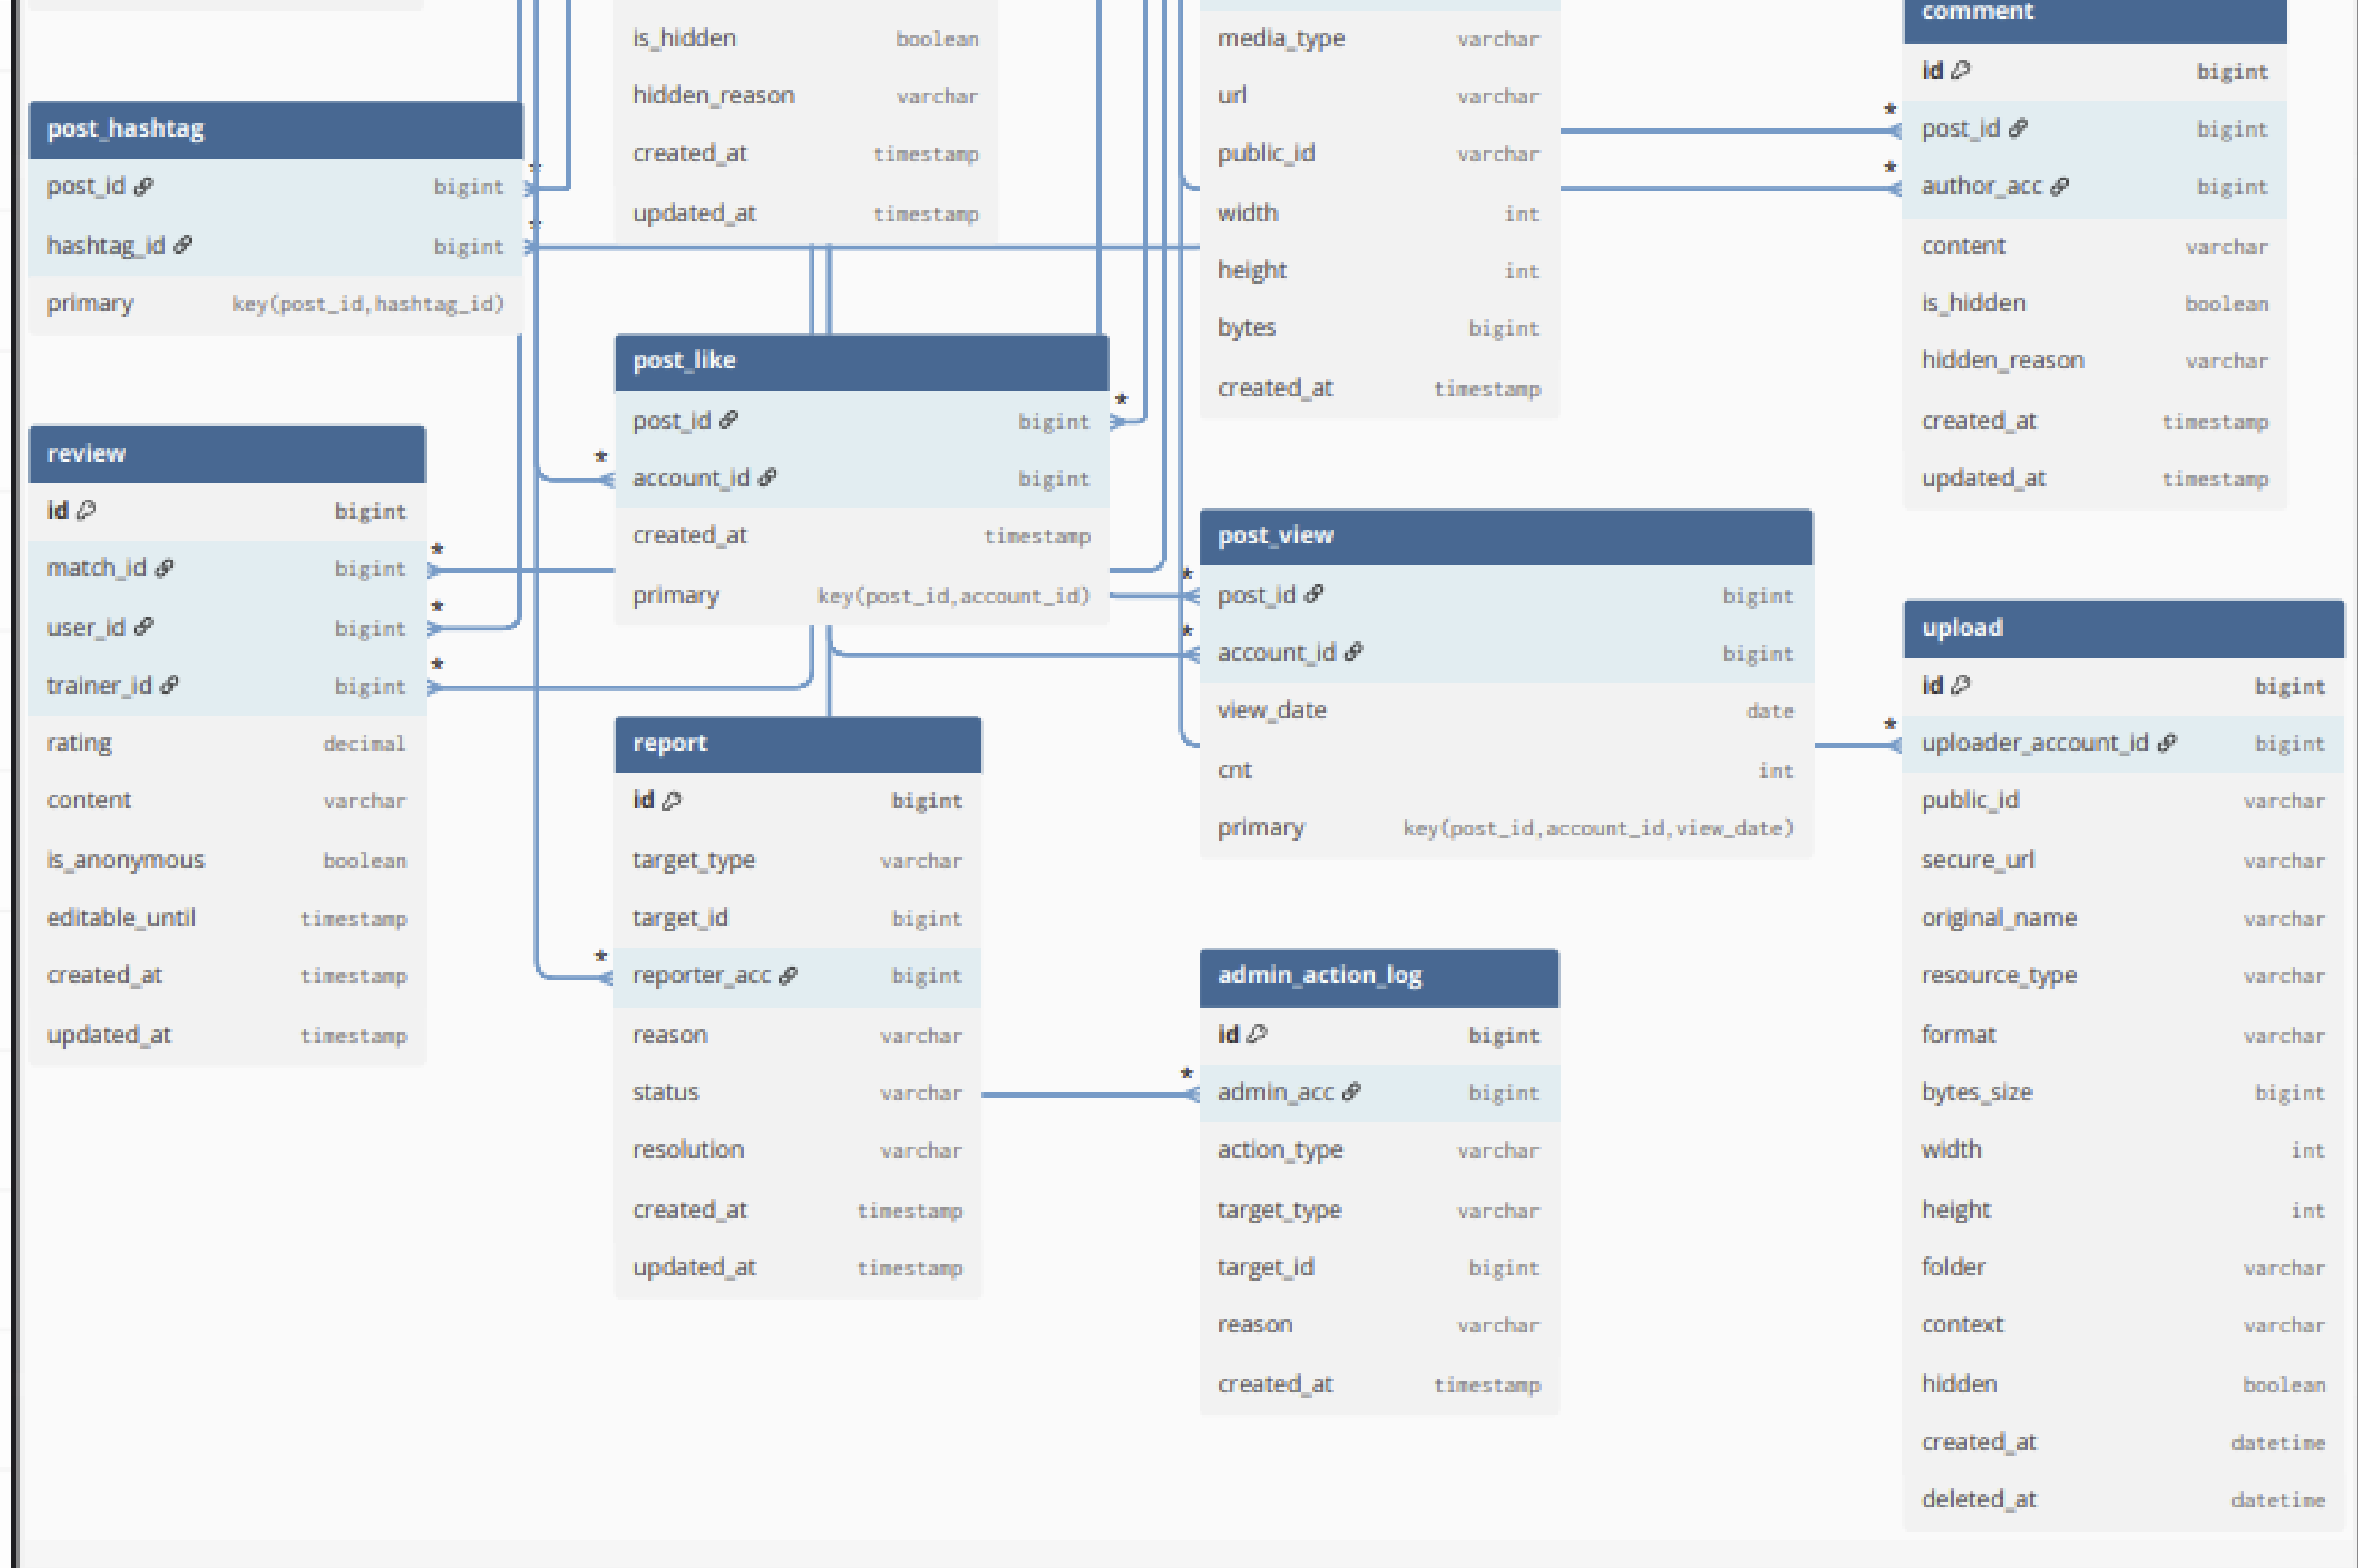 is_hidden boolean
hidden_reason varchar
created_at timestamp
updated_at timestamp
media_type varchar
url varchar
public_id varchar
width int
height int
bytes bigint
created_at timestamp
comment
id bigint
* post_id bigint
* author_acc bigint
content varchar
is_hidden boolean
hidden_reason varchar
created_at timestamp
updated_at timestamp
post_hashtag
post_id bigint *
hashtag_id bigint *
primary key(post_id,hashtag_id)
post_like
post_id bigint *
* account_id bigint
created_at timestamp
primary key(post_id,account_id)
review
id bigint
match_id bigint *
user_id bigint *
trainer_id bigint *
rating decimal
content varchar
is_anonymous boolean
editable_until timestamp
created_at timestamp
updated_at timestamp
post_view
* post_id bigint
* account_id bigint
view_date date
cnt int
primary key(post_id,account_id,view_date)
report
id bigint
target_type varchar
target_id bigint
* reporter_acc bigint
reason varchar
status varchar
resolution varchar
created_at timestamp
updated_at timestamp
admin_action_log
id bigint
* admin_acc bigint
action_type varchar
target_type varchar
target_id bigint
reason varchar
created_at timestamp
upload
id bigint
* uploader_account_id bigint
public_id varchar
secure_url varchar
original_name varchar
resource_type varchar
format varchar
bytes_size bigint
width int
height int
folder varchar
context varchar
hidden boolean
created_at datetime
deleted_at datetime